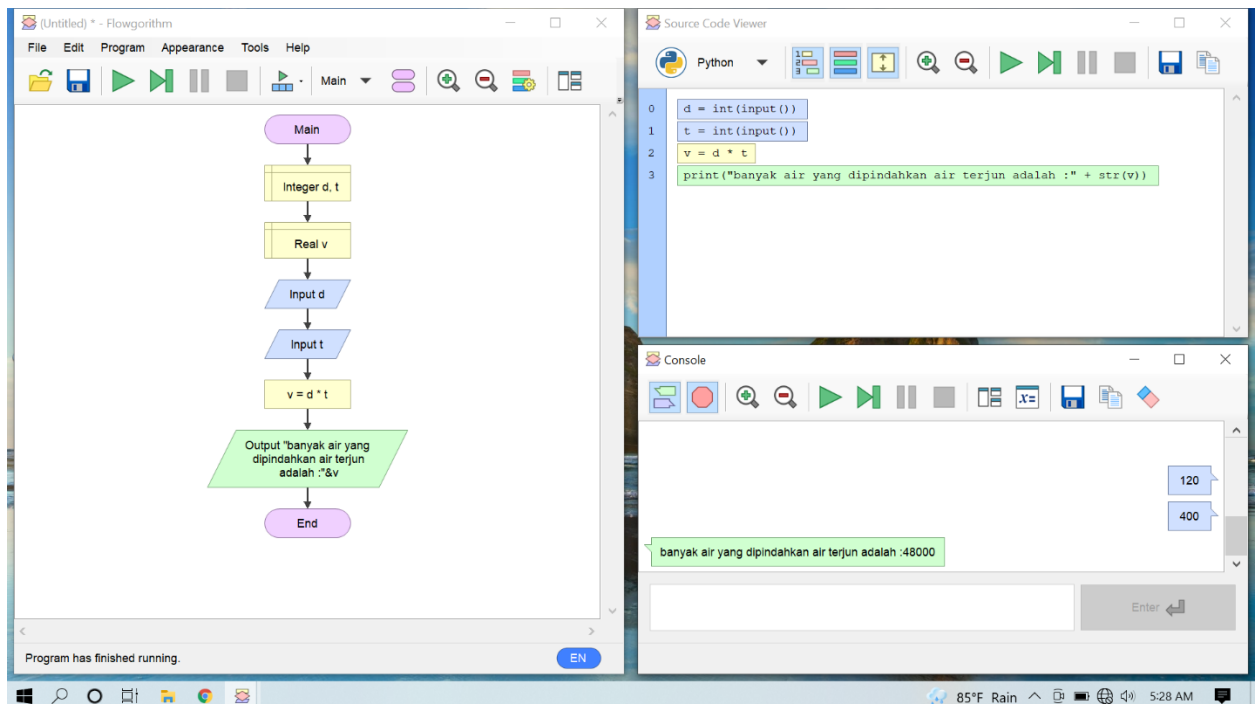 (Untitled) * - Flowgorithm
File Edit Program Appearance Tools Help
Main
Main
Integer d, t
Real v
Input d
Input t
v = d * t
Output "banyak air yang
dipindahkan air terjun
adalah :"&v
End
Program has finished running.
EN
Source Code Viewer
Python
0 d = int(input())
1 t = int(input())
2 v = d * t
3 print("banyak air yang dipindahkan air terjun adalah :" + str(v))
Console
x=
120
400
banyak air yang dipindahkan air terjun adalah :48000
Enter
85°F Rain
5:28 AM